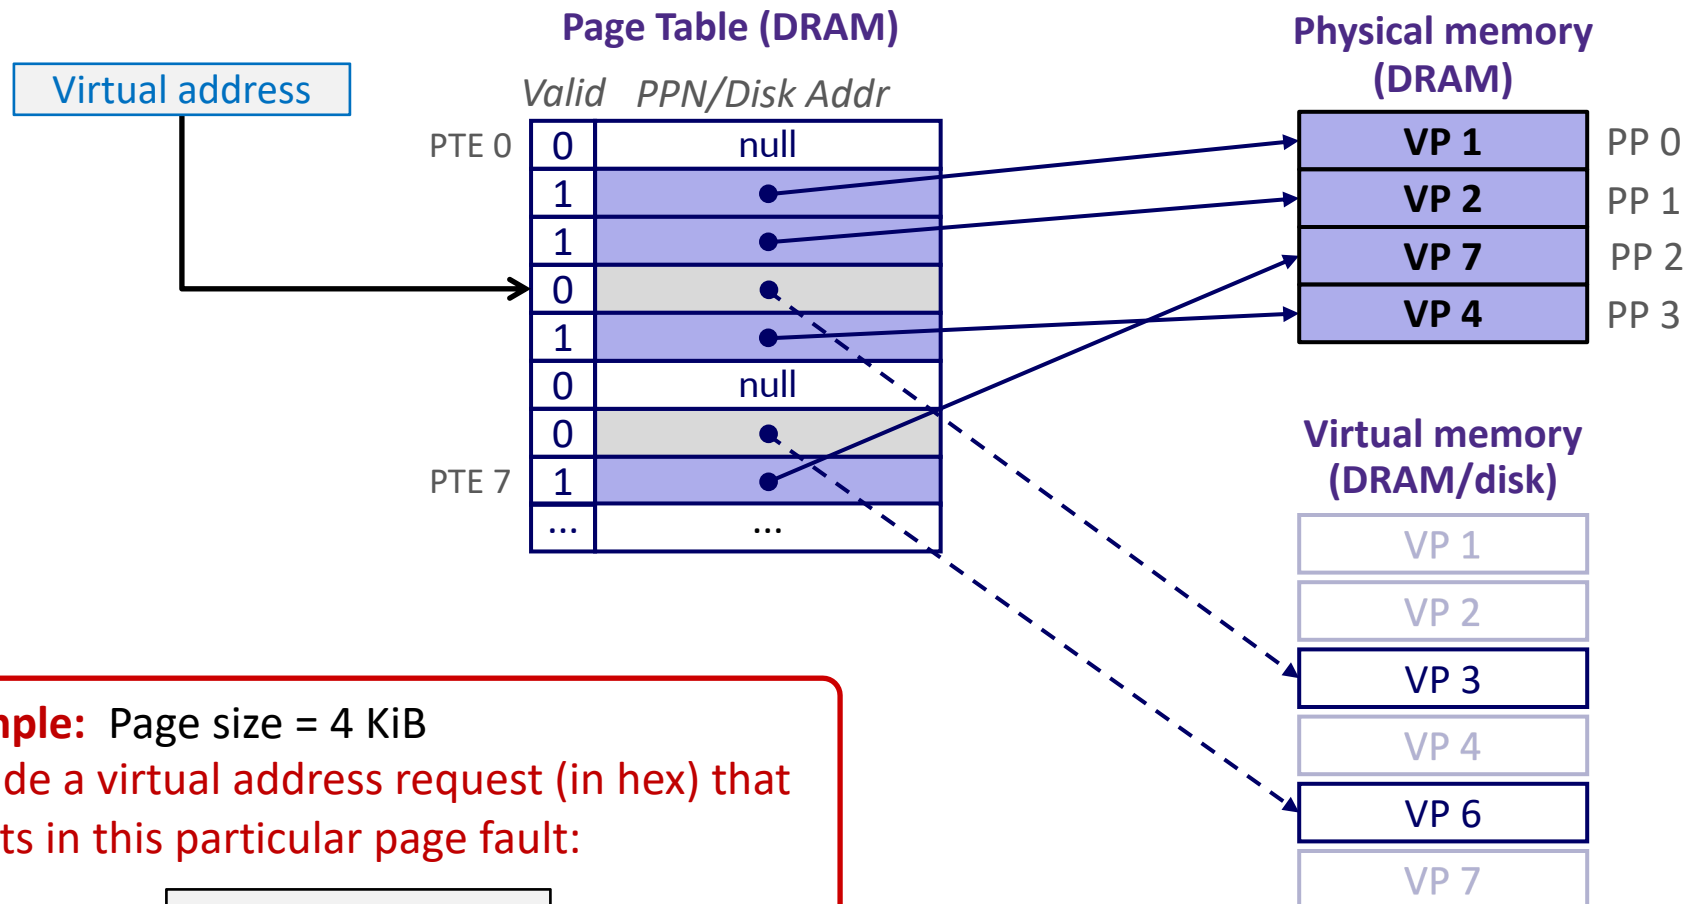 Page Table (DRAM)
Physical memory
(DRAM)
Virtual address
Valid PPN/Disk Addr
PTE 0 0 null
1
1
0
1
0 null
0
PTE 7 1
... ...
VP 1 PP 0
VP 2 PP 1
VP 7 PP 2
VP 4 PP 3
Virtual memory
(DRAM/disk)
VP 1
VP 2
VP 3
VP 4
VP 6
VP 7
mple: Page size = 4 KiB
de a virtual address request (in hex) that
ts in this particular page fault: